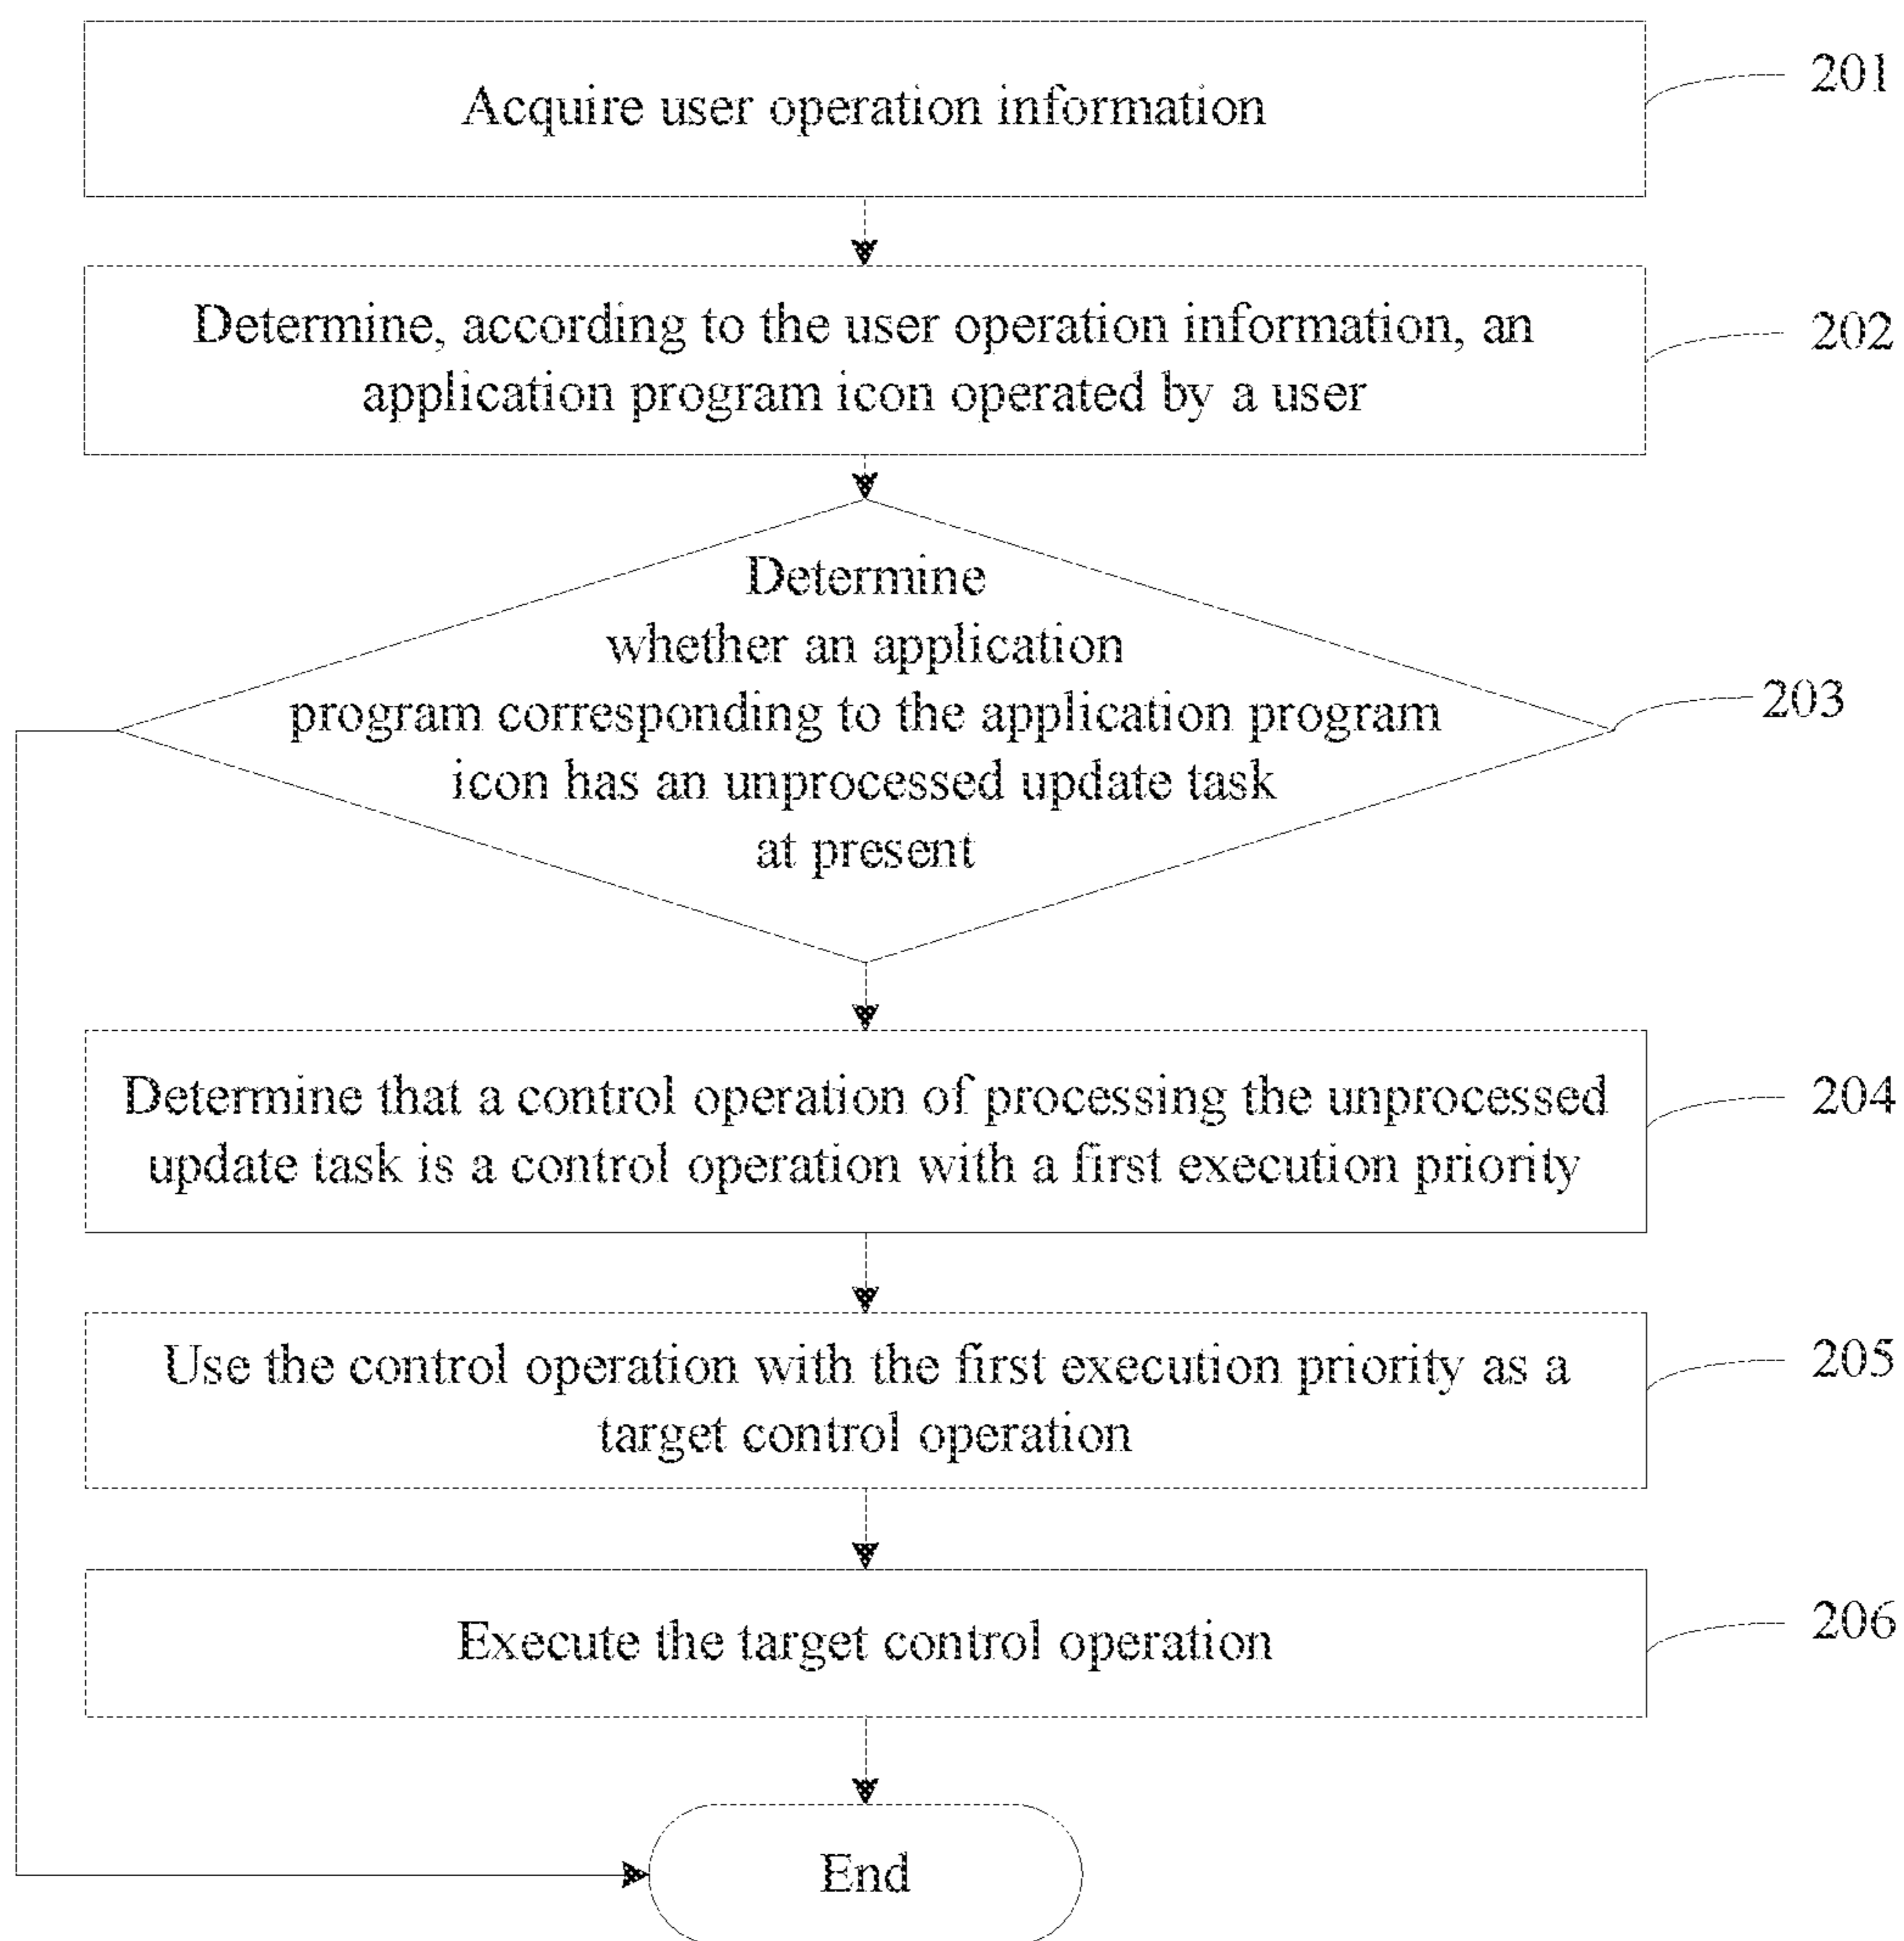 Acquire user operation information
201
Determine, according to the user operation information, an
application program icon operated by a user
202
Determine
whether an application
program corresponding to the application program
icon has an unprocessed update task
at present
203
Determine that a control operation of processing the unprocessed
update task is a control operation with a first execution priority
204
Use the control operation with the first execution priority as a
target control operation
205
Execute the target control operation
206
End